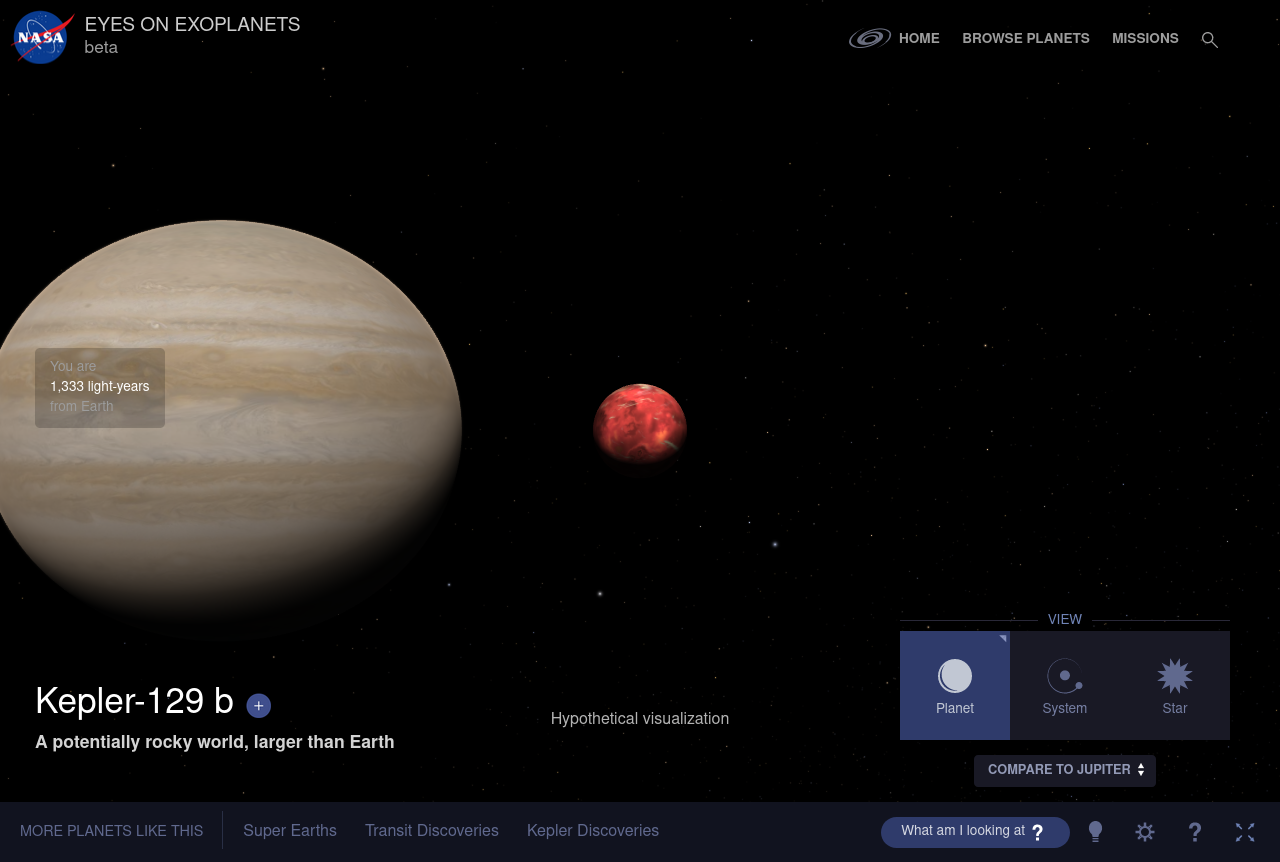 NASA
EYES ON EXOPLANETS
beta
HOME
BROWSE PLANETS
MISSIONS
You are
1,333 light-years
from Earth
Kepler-129 b +
A potentially rocky world, larger than Earth
Hypothetical visualization
VIEW
Planet
System
Star
COMPARE TO JUPITER
MORE PLANETS LIKE THIS
Super Earths
Transit Discoveries
Kepler Discoveries
What am I looking at ?
?